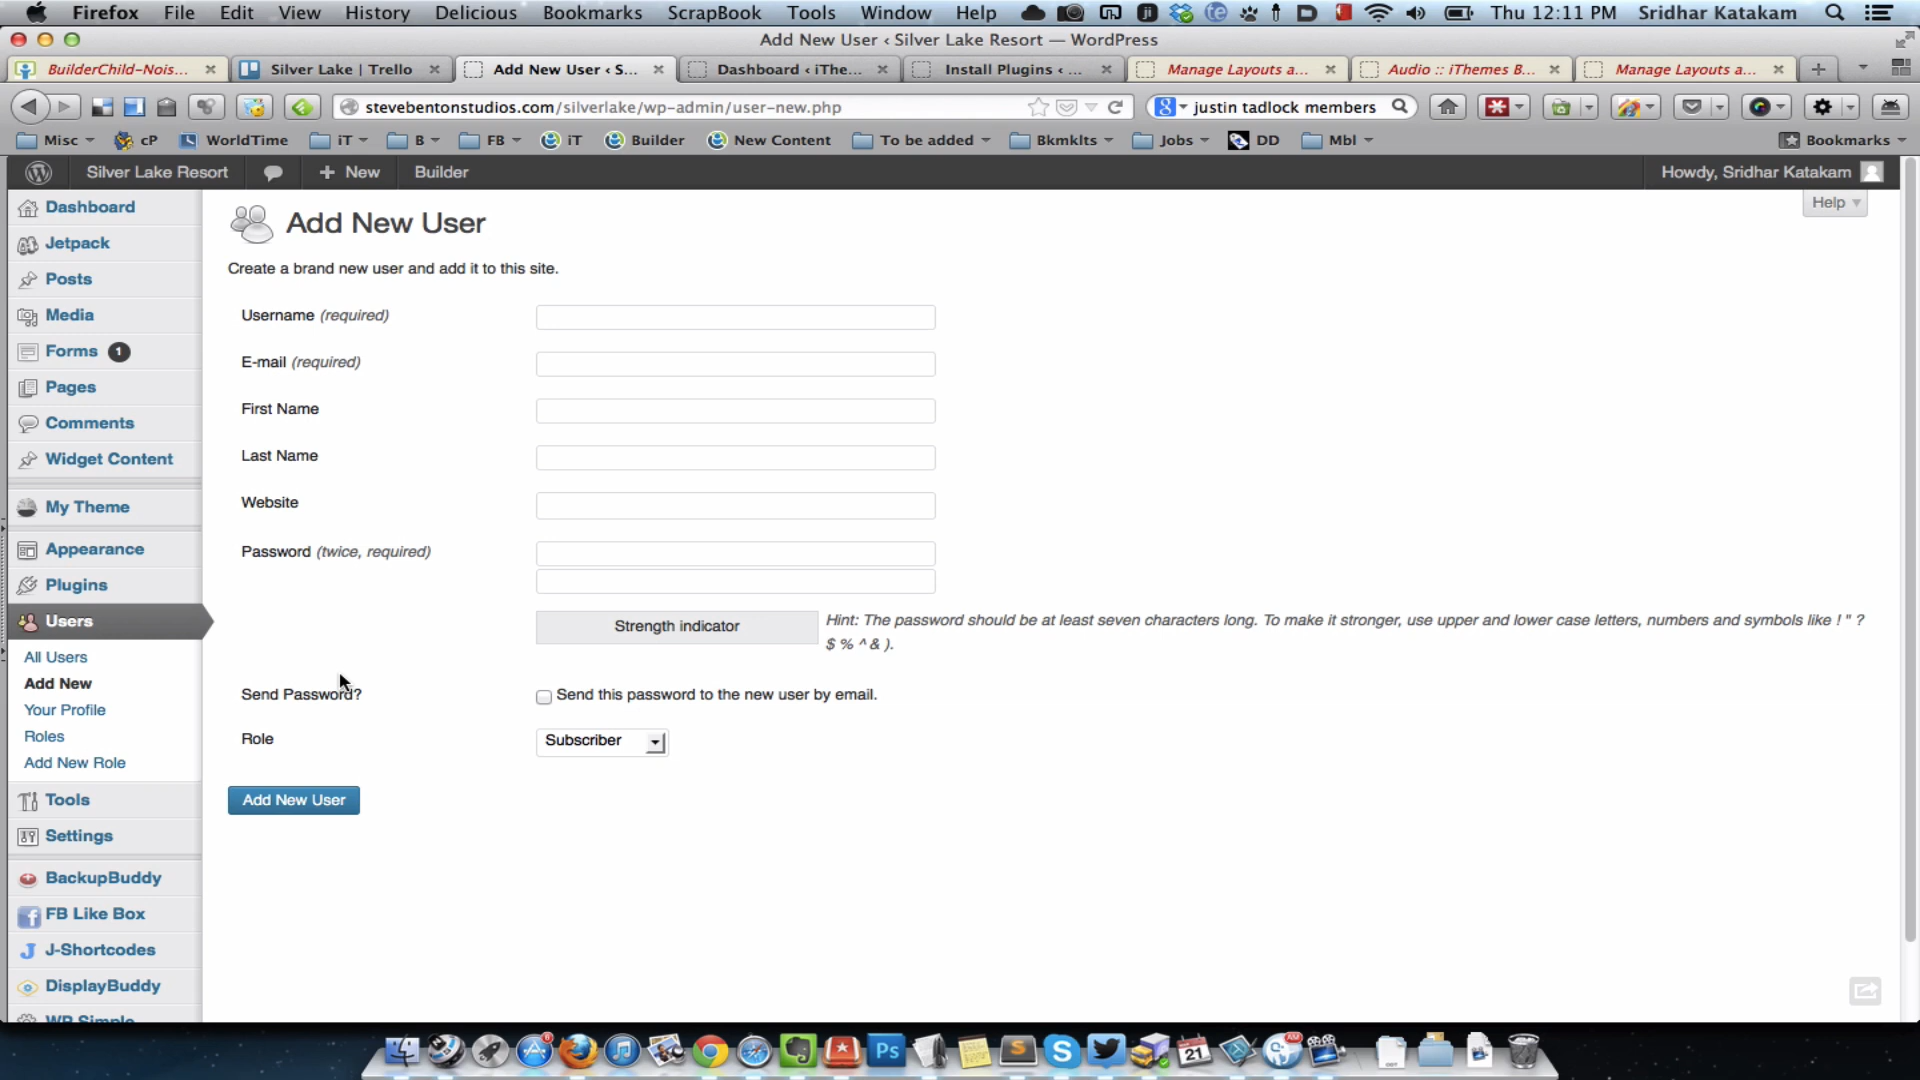 Firefox File Edit View History Delicious Bookmarks ScrapBook Tools Window Help Thu 12:11 PM Sridhar Katakam
Add New User ‹ Silver Lake Resort — WordPress
BuilderChild-Nois... Silver Lake | Trello Add New User ‹ S... Dashboard ‹ iThe... Install Plugins ‹ ... Manage Layouts a... Audio :: iThemes B... Manage Layouts a...
stevebentonstudios.com/silverlake/wp-admin/user-new.php justin tadlock members
Misc cP WorldTime iT B FB iT Builder New Content To be added Bkmklts Jobs DD Mbl Bookmarks
Silver Lake Resort + New Builder Howdy, Sridhar Katakam
Help
Dashboard
Jetpack
Posts
Media
Forms 1
Pages
Comments
Widget Content
My Theme
Appearance
Plugins
Users
All Users
Add New
Your Profile
Roles
Add New Role
Tools
Settings
BackupBuddy
FB Like Box
J-Shortcodes
DisplayBuddy
WP Simple
Add New User
Create a brand new user and add it to this site.
Username (required)
E-mail (required)
First Name
Last Name
Website
Password (twice, required)
Strength indicator
Hint: The password should be at least seven characters long. To make it stronger, use upper and lower case letters, numbers and symbols like ! " ?
$ % ^ & ).
Send Password? Send this password to the new user by email.
Role Subscriber
Add New User
Ps 21